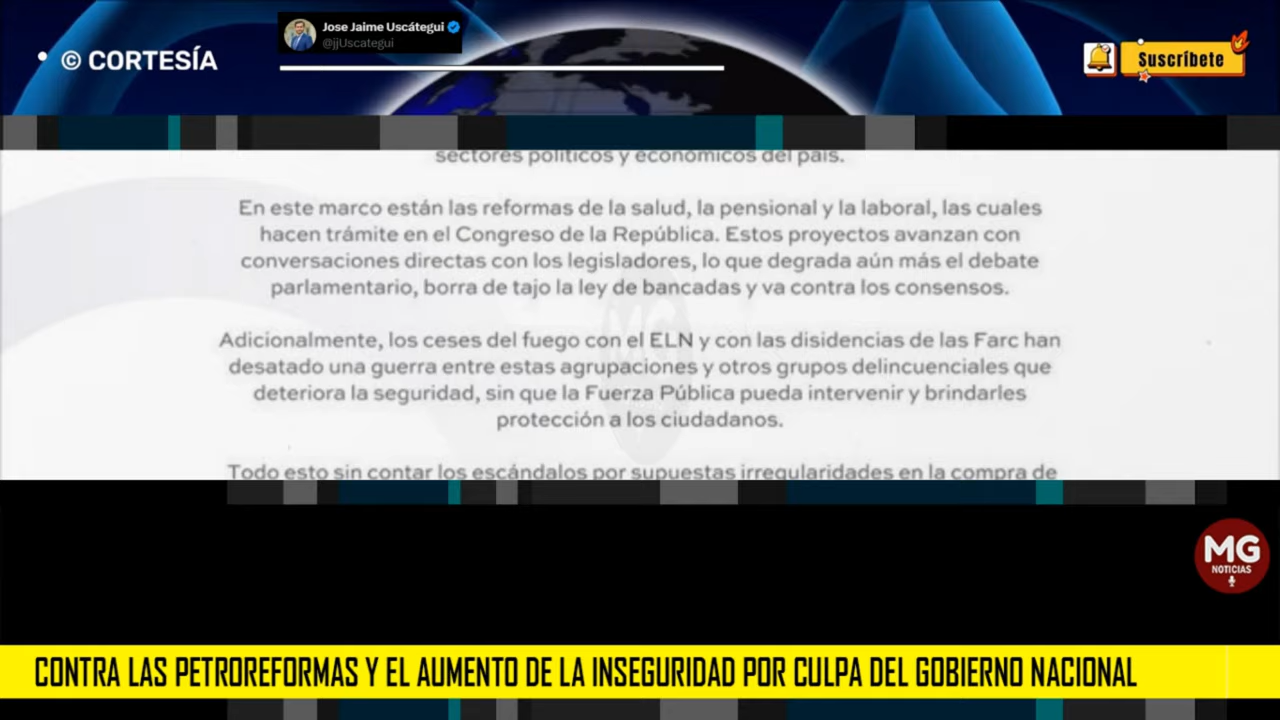 © CORTESÍA
Jose Jaime Uscátegui
@jjUscategui
Suscríbete
sectores políticos y económicos del país.
En este marco están las reformas de la salud, la pensional y la laboral, las cuales
hacen trámite en el Congreso de la República. Estos proyectos avanzan con
conversaciones directas con los legisladores, lo que degrada aún más el debate
parlamentario, borra de tajo la ley de bancadas y va contra los consensos.
Adicionalmente, los ceses del fuego con el ELN y con las disidencias de las Farc han
desatado una guerra entre estas agrupaciones y otros grupos delincuenciales que
deteriora la seguridad, sin que la Fuerza Pública pueda intervenir y brindarles
protección a los ciudadanos.
Todo esto sin contar los escándalos por supuestas irregularidades en la compra de
MG
MG
NOTICIAS
CONTRA LAS PETROREFORMAS Y EL AUMENTO DE LA INSEGURIDAD POR CULPA DEL GOBIERNO NACIONAL